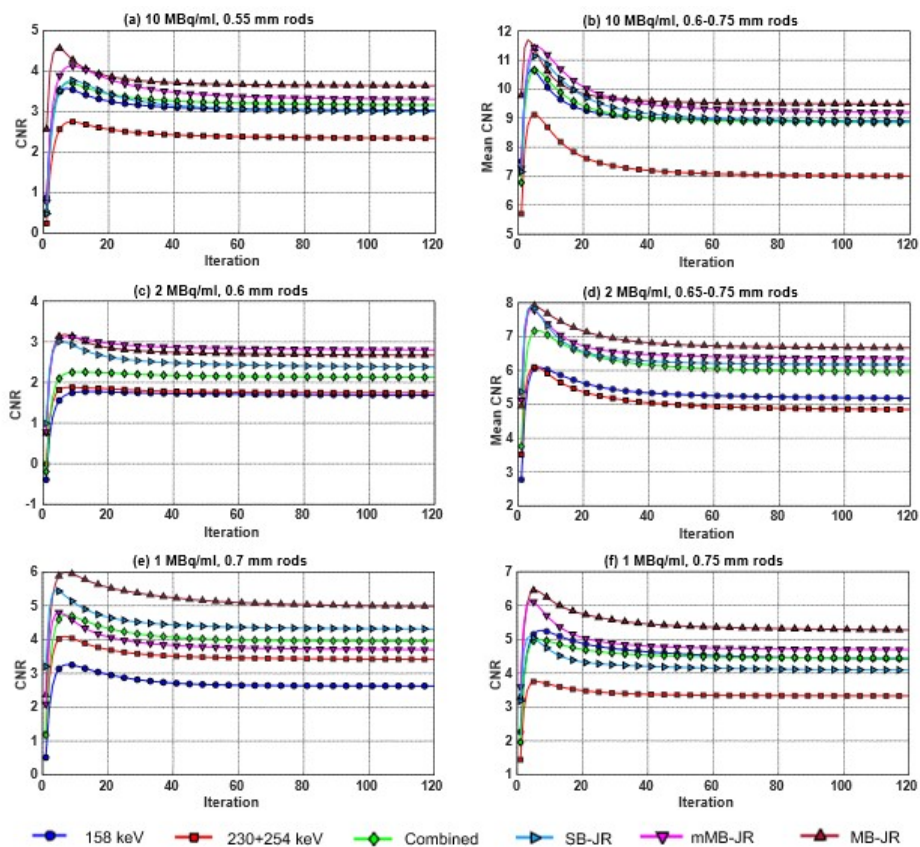 (a) 10 MBq/ml, 0.55 mm rods
5
4
3
2
1
0
CNR
0 20 40 60 80 100 120
Iteration
(b) 10 MBq/ml, 0.6-0.75 mm rods
12
11
10
9
8
7
6
5
Mean CNR
0 20 40 60 80 100 120
Iteration
(c) 2 MBq/ml, 0.6 mm rods
4
3
2
1
0
-1
CNR
0 20 40 60 80 100 120
Iteration
(d) 2 MBq/ml, 0.65-0.75 mm rods
8
7
6
5
4
3
2
Mean CNR
0 20 40 60 80 100 120
Iteration
(e) 1 MBq/ml, 0.7 mm rods
6
5
4
3
2
1
0
CNR
0 20 40 60 80 100 120
Iteration
(f) 1 MBq/ml, 0.75 mm rods
7
6
5
4
3
2
1
CNR
0 20 40 60 80 100 120
Iteration
158 keV 230+254 keV Combined SB-JR mMB-JR MB-JR